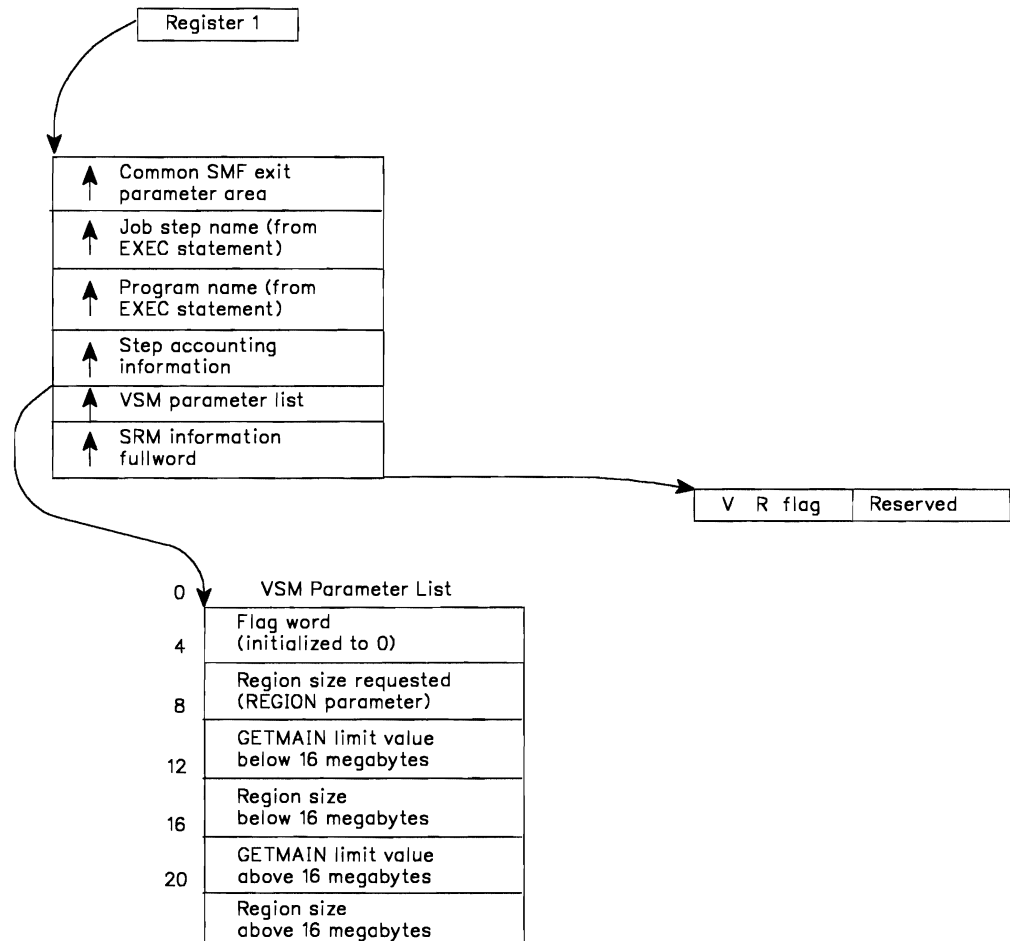 Register 1
Common SMF exit
parameter area
Job step name (from
EXEC statement)
Program name (from
EXEC statement)
Step accounting
information
VSM parameter list
SRM information
fullword
V R flag Reserved
0 VSM Parameter List
Flag word
4 (initialized to 0)
Region size requested
8 (REGION parameter)
GETMAIN limit value
12 below 16 megabytes
Region size
16 below 16 megabytes
GETMAIN limit value
20 above 16 megabytes
Region size
above 16 megabytes